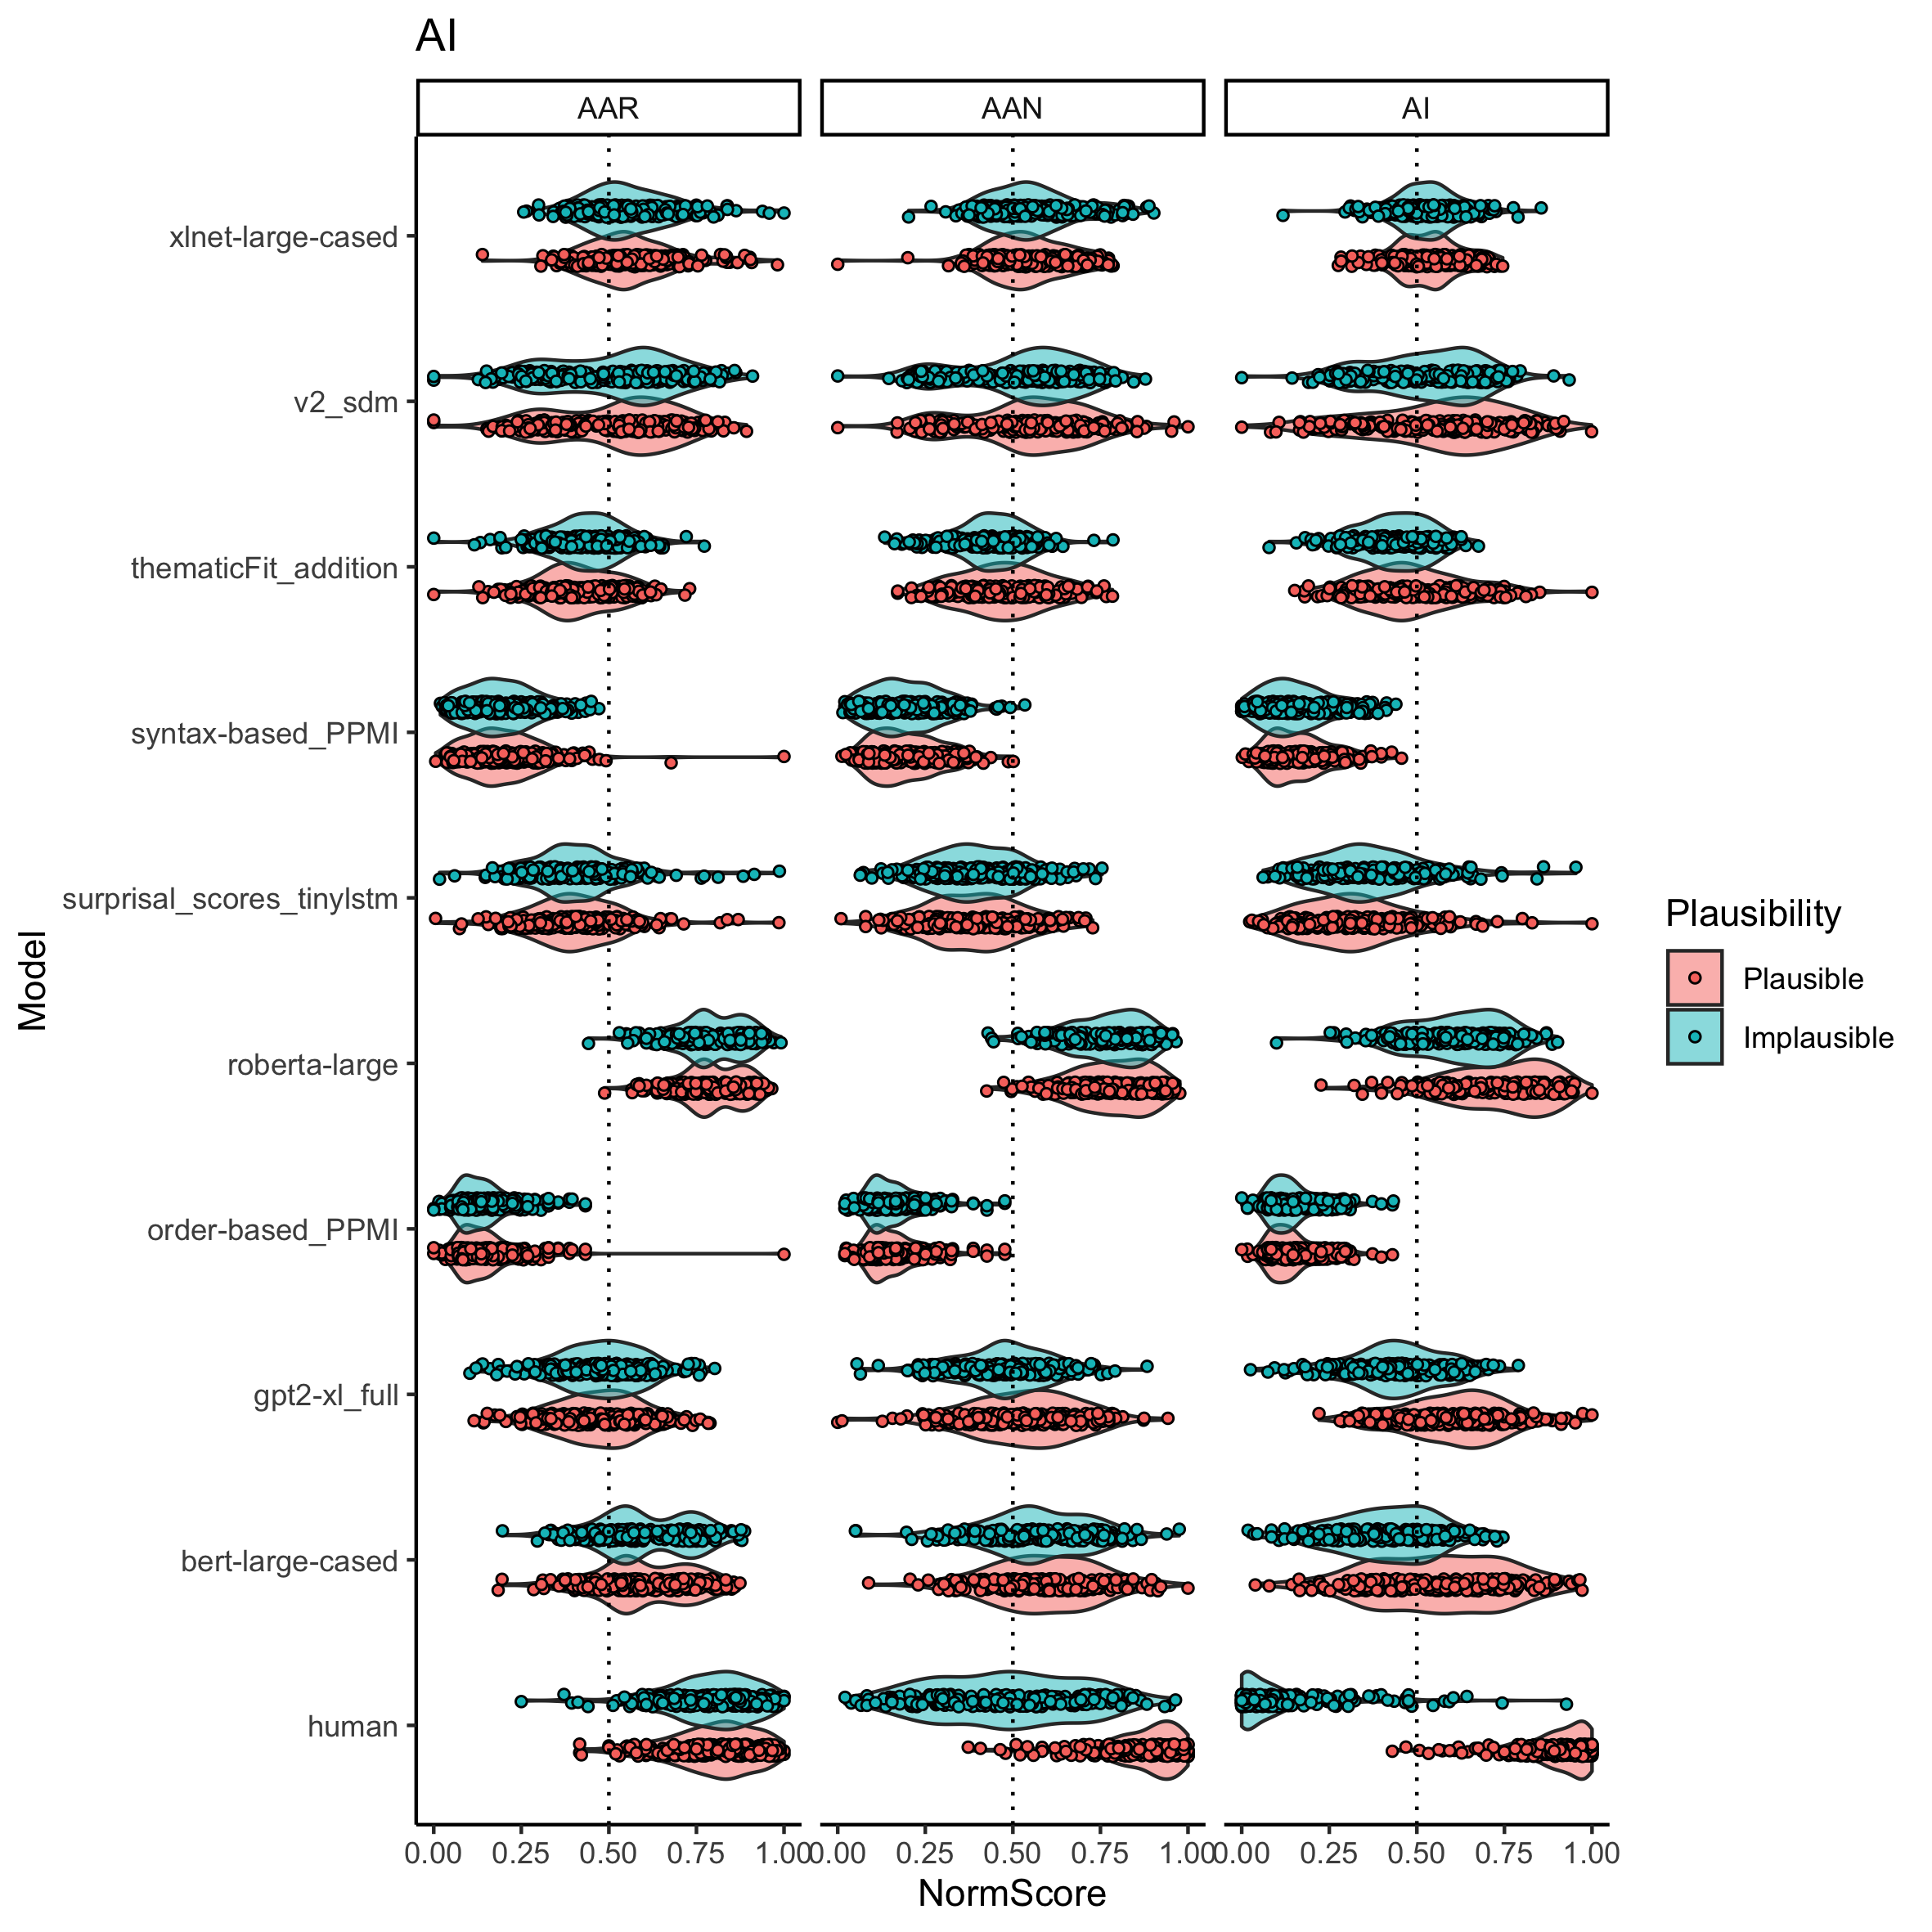 AI
AAR
AAN
AI
xlnet-large-cased
v2_sdm
thematicFit_addition
syntax-based_PPMI
surprisal_scores_tinylstm
roberta-large
order-based_PPMI
gpt2-xl_full
bert-large-cased
human
Model
0.00 0.25 0.50 0.75 1.00
0.00 0.25 0.50 0.75 1.00
0.00 0.25 0.50 0.75 1.00
NormScore
Plausibility
Plausible
Implausible